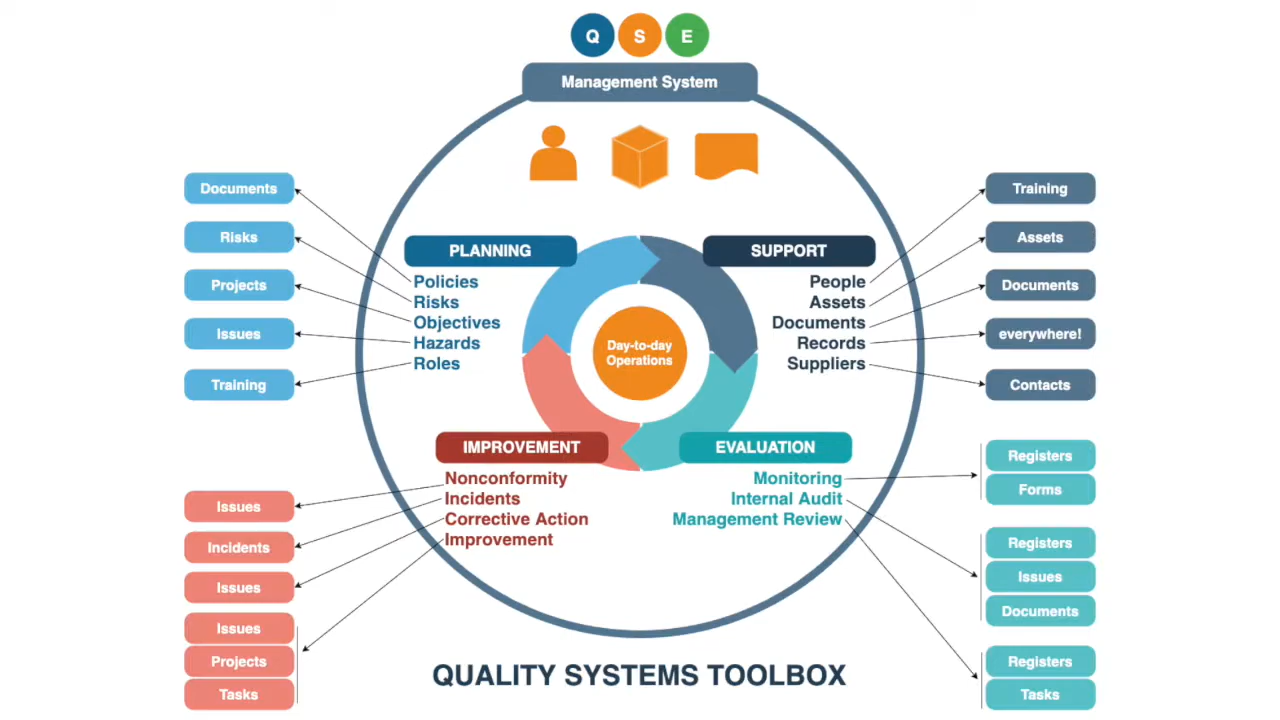 Q S E
Management System
Documents
Risks
Projects
Issues
Training
PLANNING
Policies
Risks
Objectives
Hazards
Roles
Day-to-day
Operations
SUPPORT
People
Assets
Documents
Records
Suppliers
Training
Assets
Documents
everywhere!
Contacts
IMPROVEMENT
Nonconformity
Incidents
Corrective Action
Improvement
Issues
Incidents
Issues
Issues
Projects
Tasks
EVALUATION
Monitoring
Internal Audit
Management Review
Registers
Forms
Registers
Issues
Documents
Registers
Tasks
QUALITY SYSTEMS TOOLBOX